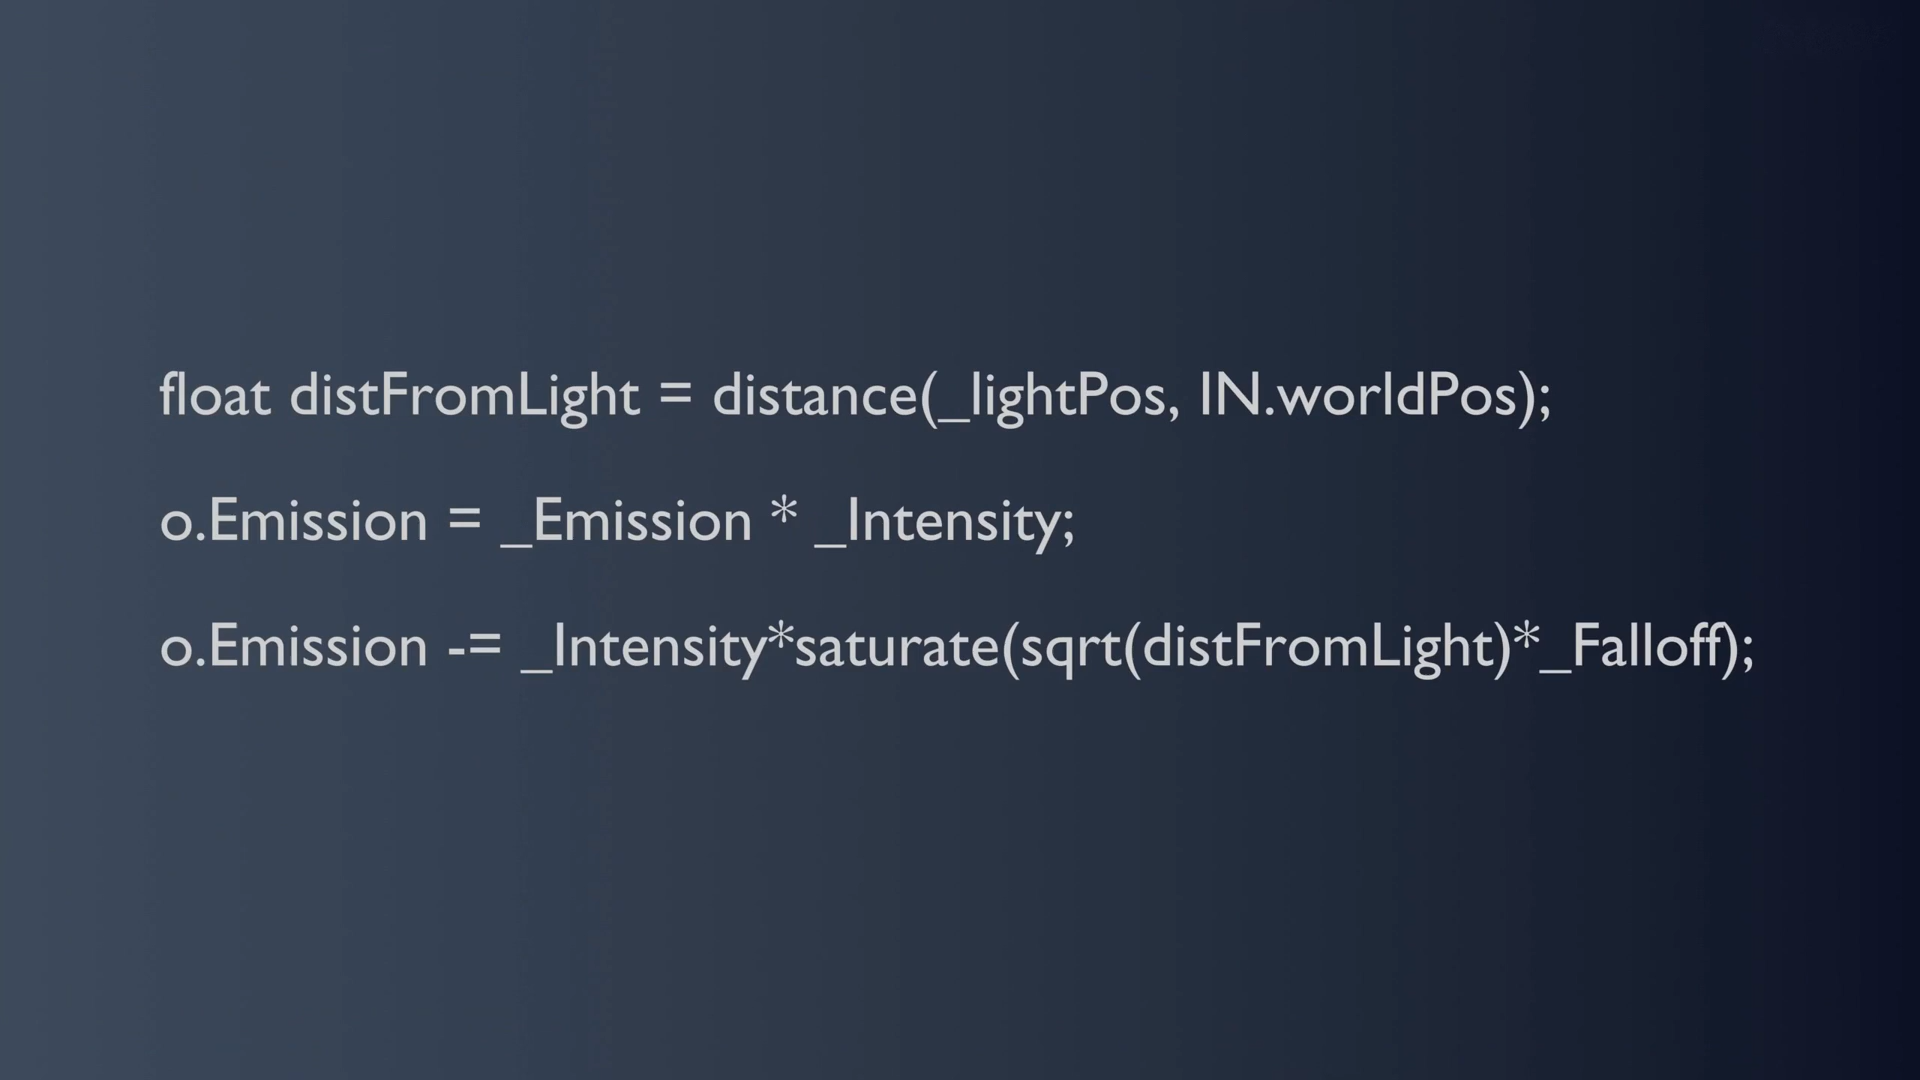 float distFromLight = distance(_lightPos, IN.worldPos);
o.Emission = _Emission * _Intensity;
o.Emission -= _Intensity*saturate(sqrt(distFromLight)*_Falloff);